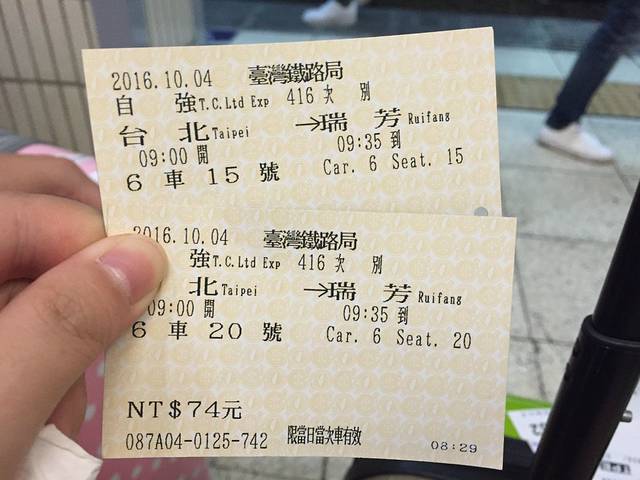 2016.10.04 臺灣鐵路局
自 強 T.C.Ltd Exp 416 次 別
台 北 Taipei →瑞 芳 Ruifang
09:00 開 09:35 到
6 車 15 號 Car. 6 Seat. 15
2016.10.04 臺灣鐵路局
強 T.C.Ltd Exp 416 次 別
北 Taipei →瑞 芳 Ruifang
09:00 開 09:35 到
6 車 20 號 Car. 6 Seat. 20
NT$74元
087A04-0125-742 限當日當次車有效 08:29